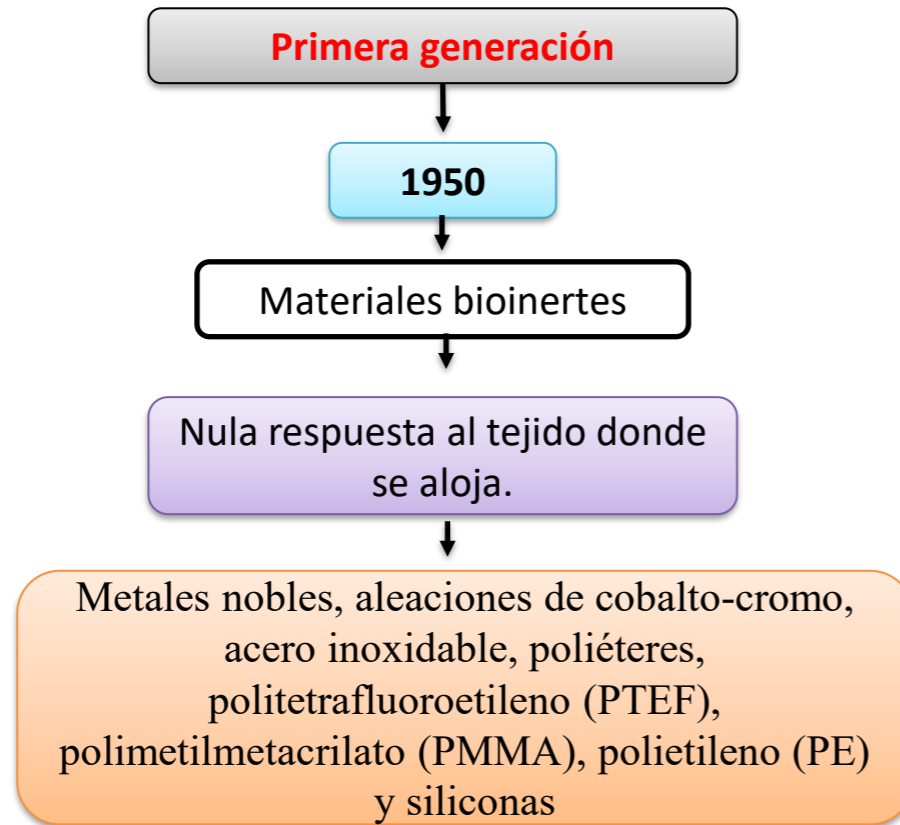 Primera generación
1950
Materiales bioinertes
Nula respuesta al tejido donde
se aloja.
Metales nobles, aleaciones de cobalto-cromo,
acero inoxidable, poliéteres,
politetrafluoroetileno (PTEF),
polimetilmetacrilato (PMMA), polietileno (PE)
y siliconas